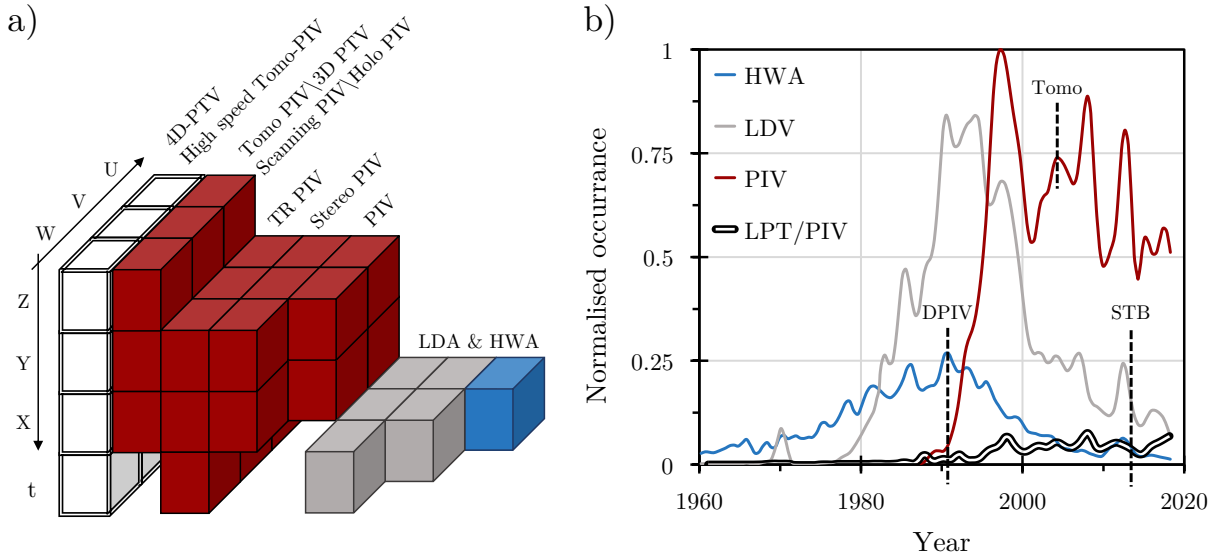 a)
4D-PTV
High speed Tomo-PIV
Tomo PIV\3D PTV
Scanning PIV\Holo PIV
TR PIV
Stereo PIV
PIV
U
V
W
Z
Y
X
t
LDA & HWA
b)
Normalised occurrance
1
0.75
0.5
0.25
0
HWA
LDV
PIV
LPT/PIV
Tomo
DPIV
STB
1960
1980
2000
2020
Year